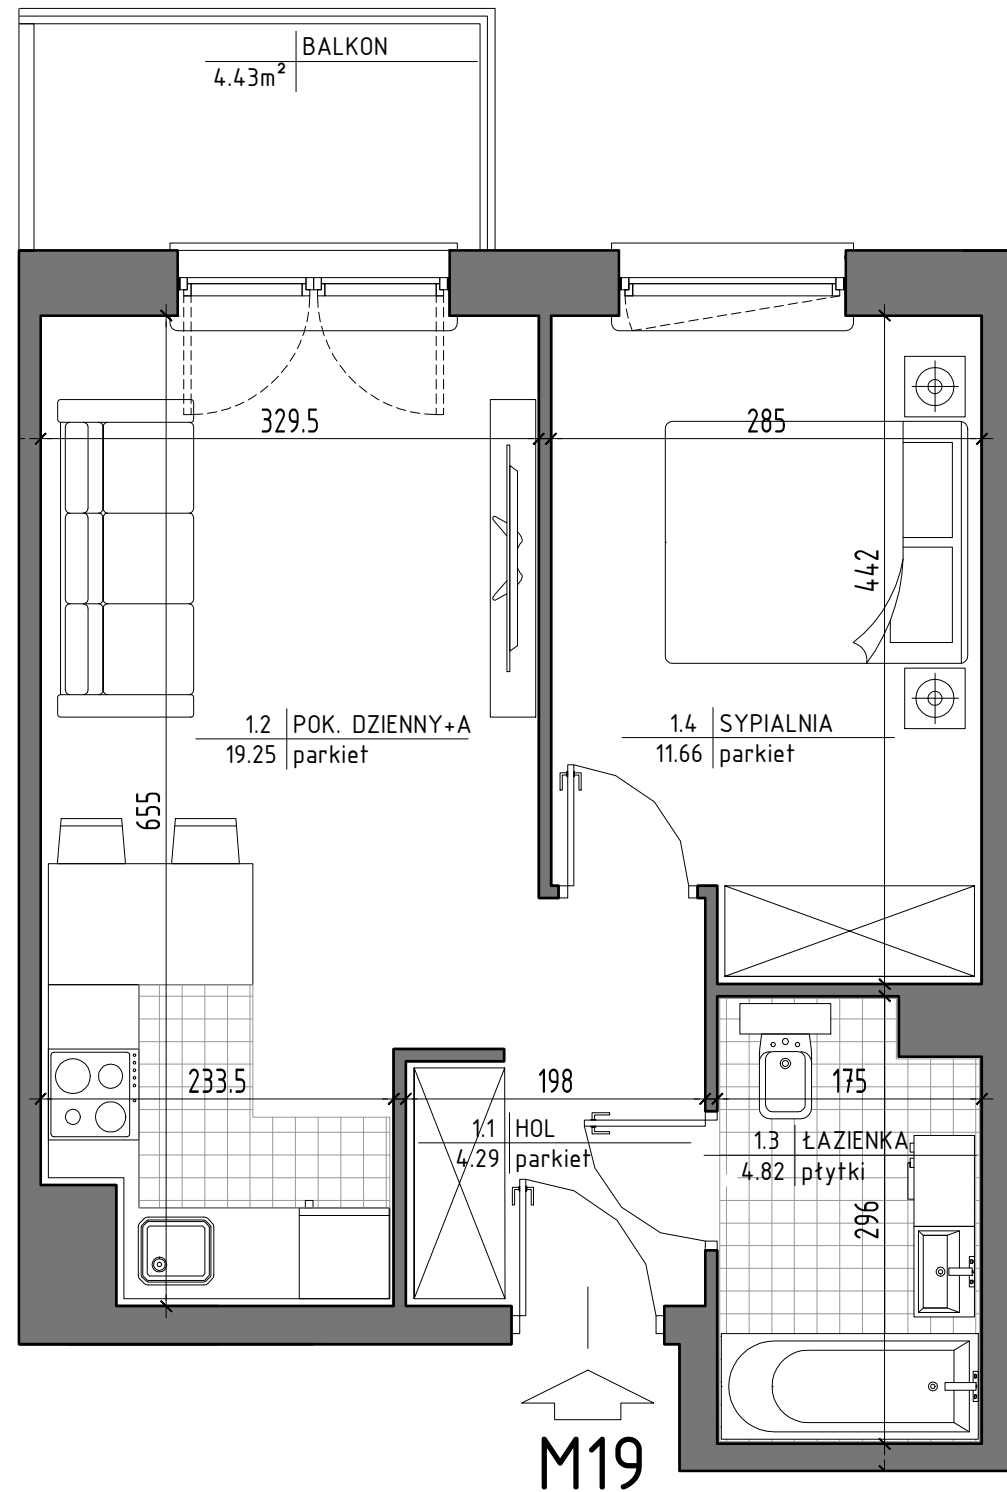 BALKON
4.43m²
329.5
285
442
1.2 POK. DZIENNY+A
19.25 parkiet
1.4 SYPIALNIA
11.66 parkiet
655
233.5
198
175
1.1 HOL
4.29 parkiet
1.3 ŁAZIENKA
4.82 płytki
296
M19